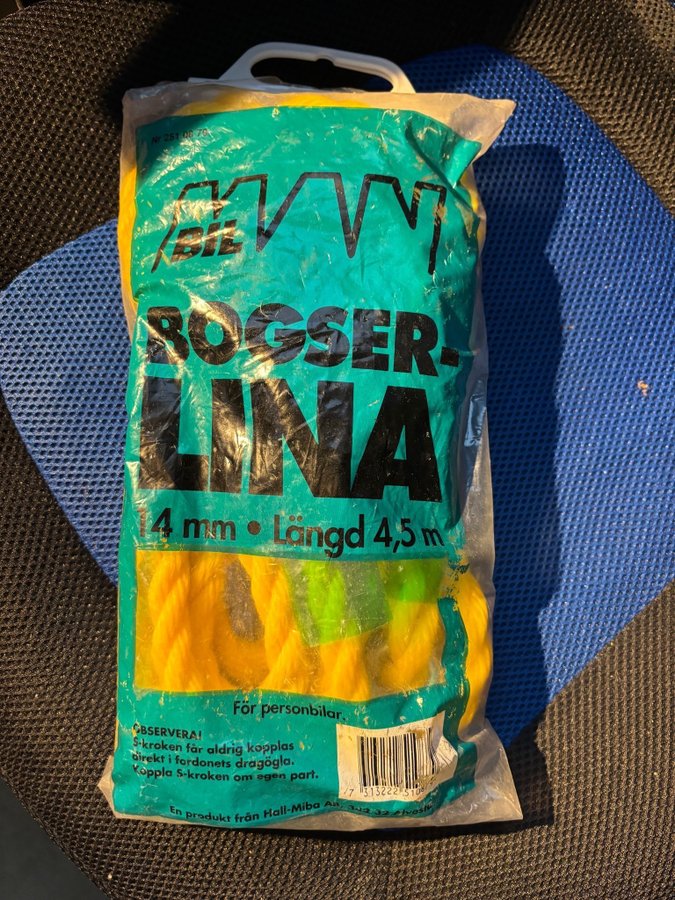 BIL
BOGSER-
LINA
14 mm • Längd 4,5 m
För personbilar.
OBSERVERA!
S-kroken får aldrig kopplas
direkt i fordonets dragögla.
Koppla S-kroken om egen part.
En produkt från Hall-Miba AB,